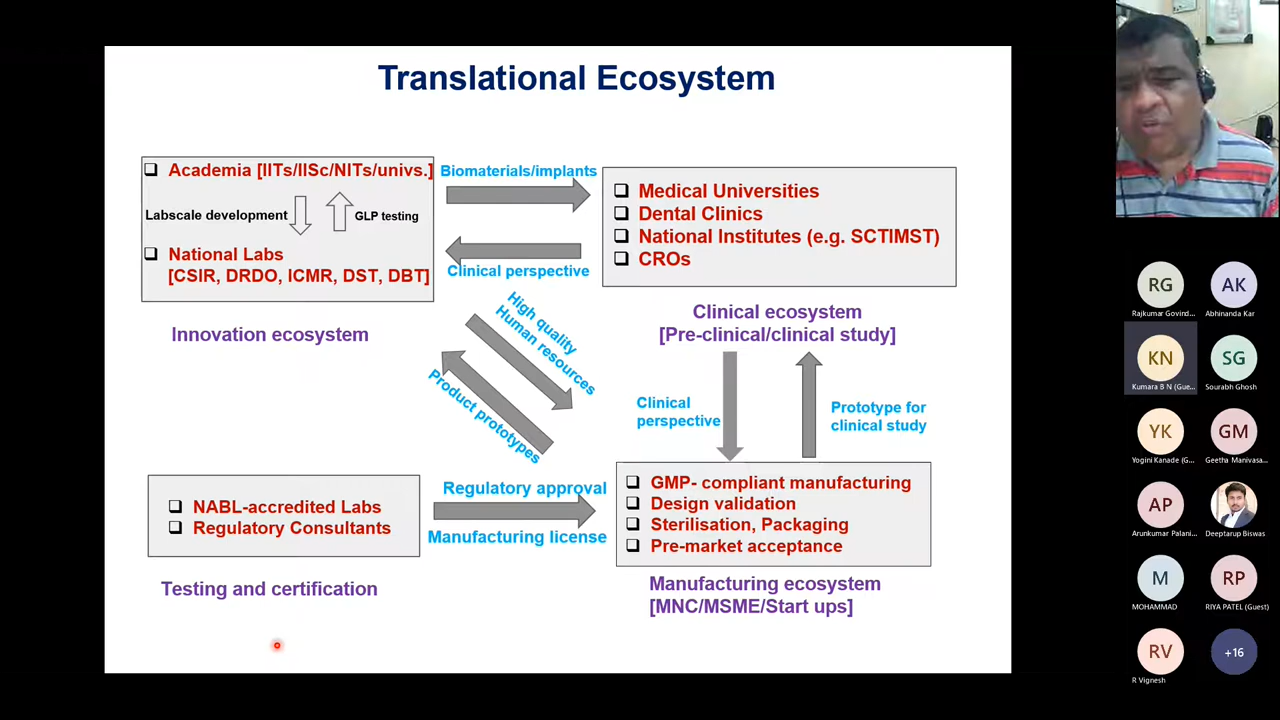 Translational Ecosystem
❑ Academia [IITs/IISc/NITs/univs.]
Labscale development
GLP testing
❑ National Labs
[CSIR, DRDO, ICMR, DST, DBT]
Innovation ecosystem
Biomaterials/implants
Clinical perspective
❑ Medical Universities
❑ Dental Clinics
❑ National Institutes (e.g. SCTIMST)
❑ CROs
Clinical ecosystem
[Pre-clinical/clinical study]
High quality
Human resources
Product prototypes
Clinical
perspective
Prototype for
clinical study
❑ NABL-accredited Labs
❑ Regulatory Consultants
Testing and certification
Regulatory approval
Manufacturing license
❑ GMP- compliant manufacturing
❑ Design validation
❑ Sterilisation, Packaging
❑ Pre-market acceptance
Manufacturing ecosystem
[MNC/MSME/Start ups]
RG
Rajkumar Govind...
AK
Abhinanda Kar
KN
Kumara B N (Gue...
SG
Sourabh Ghosh
YK
Yogini Kanade (G...
GM
Geetha Manivasa...
AP
Arunkumar Palani...
Deeptarup Biswas
M
MOHAMMAD
RP
RIYA PATEL (Guest)
RV
R Vignesh
+16